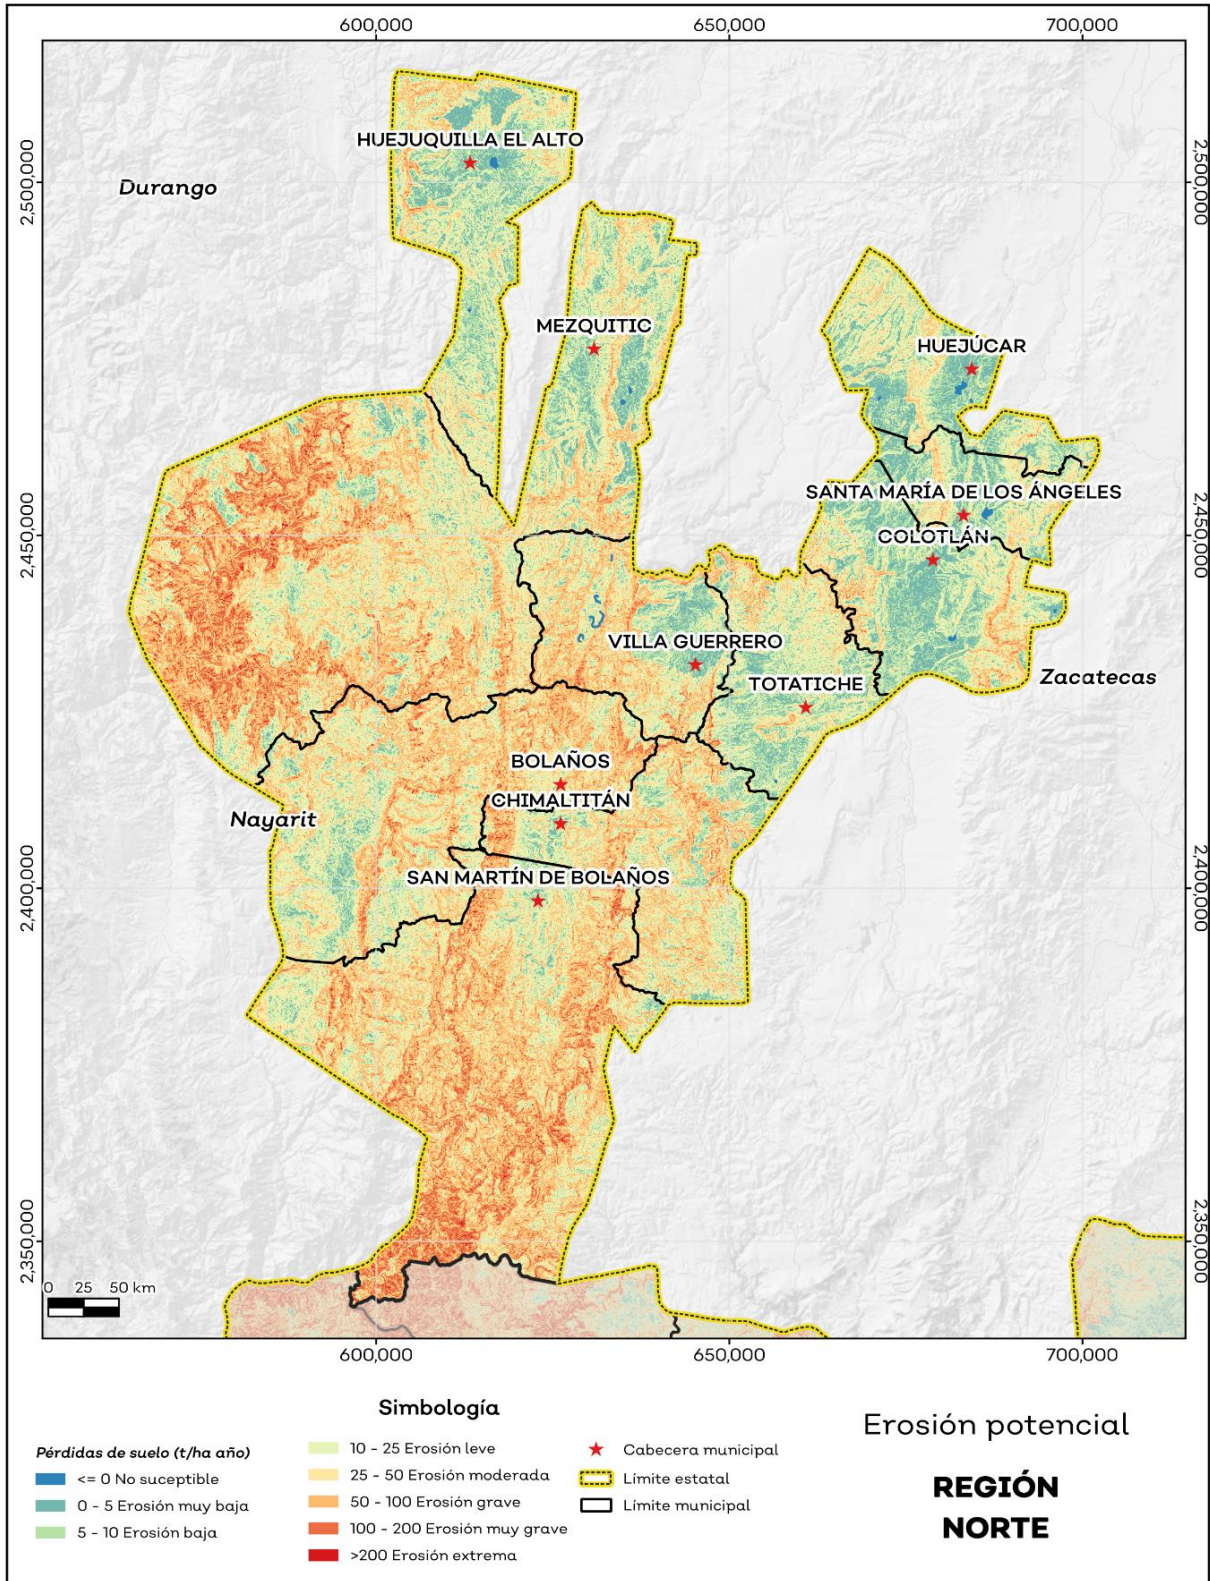 600,000
650,000
700,000
2,500,000
2,500,000
HUEJUQUILLA EL ALTO
Durango
MEZQUITIC
HUEJÚCAR
SANTA MARÍA DE LOS ÁNGELES
2,450,000
2,450,000
COLOTLÁN
VILLA GUERRERO
Zacatecas
TOTATICHE
BOLAÑOS
CHIMALTITÁN
Nayarit
SAN MARTÍN DE BOLAÑOS
2,400,000
2,400,000
2,350,000
2,350,000
0 25 50 km
600,000
650,000
700,000
Simbología
Pérdidas de suelo (t/ha año)
<= 0 No suceptible
0 - 5 Erosión muy baja
5 - 10 Erosión baja
10 - 25 Erosión leve
25 - 50 Erosión moderada
50 - 100 Erosión grave
100 - 200 Erosión muy grave
>200 Erosión extrema
Cabecera municipal
Límite estatal
Límite municipal
Erosión potencial
REGIÓN
NORTE